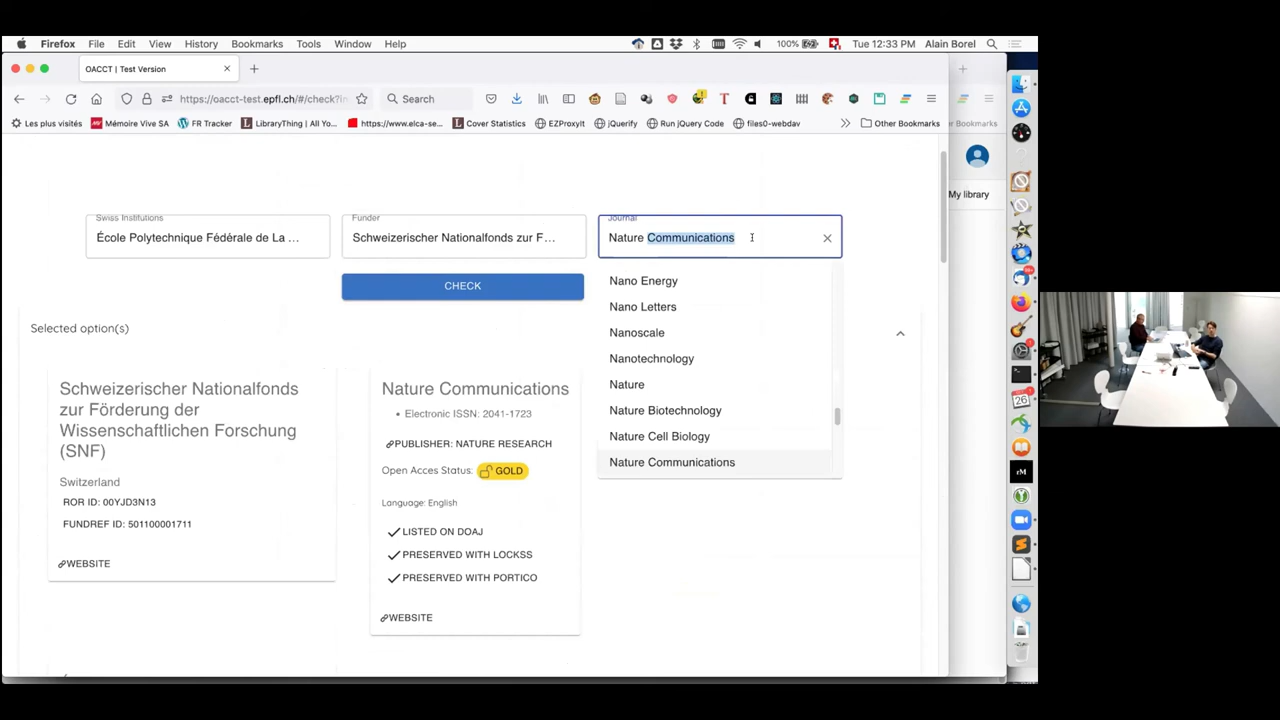 Firefox File Edit View History Bookmarks Tools Window Help 100% Tue 12:33 PM Alain Borel
OACCT | Test Version
https://oacct-test.epfl.ch/#/check?in
Search
Les plus visités Mémoire Vive SA FR Tracker LibraryThing | All Yo... https://www.elca-se... Cover Statistics EZProxyIt jQuerify Run jQuery Code files0-webdav Other Bookmarks Bookmarks
My library
Swiss Institutions Funder Journal
École Polytechnique Fédérale de La ... Schweizerischer Nationalfonds zur F... Nature Communications
CHECK
Nano Energy
Nano Letters
Nanoscale
Nanotechnology
Nature
Nature Biotechnology
Nature Cell Biology
Nature Communications
Selected option(s)
Schweizerischer Nationalfonds
zur Förderung der
Wissenschaftlichen Forschung
(SNF)
Switzerland
ROR ID: 00YJD3N13
FUNDREF ID: 501100001711
WEBSITE
Nature Communications
Electronic ISSN: 2041-1723
PUBLISHER: NATURE RESEARCH
Open Acces Status: GOLD
Language: English
LISTED ON DOAJ
PRESERVED WITH LOCKSS
PRESERVED WITH PORTICO
WEBSITE
26
rM